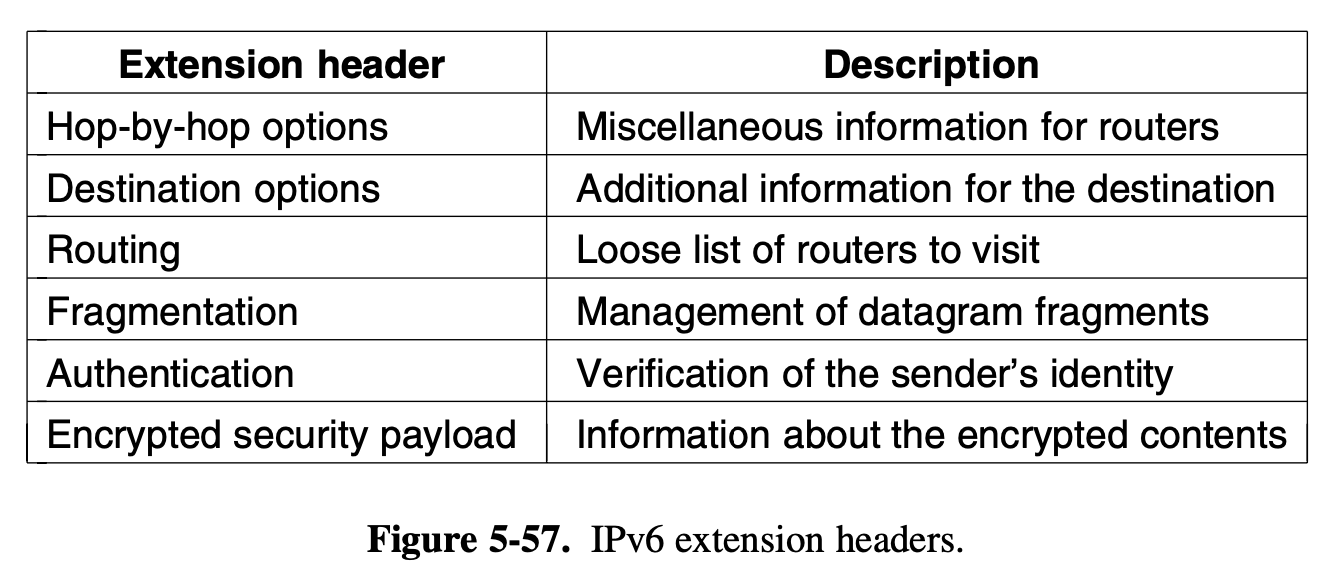 Extension header Description
Hop-by-hop options Miscellaneous information for routers
Destination options Additional information for the destination
Routing Loose list of routers to visit
Fragmentation Management of datagram fragments
Authentication Verification of the sender’s identity
Encrypted security payload Information about the encrypted contents
Figure 5-57. IPv6 extension headers.